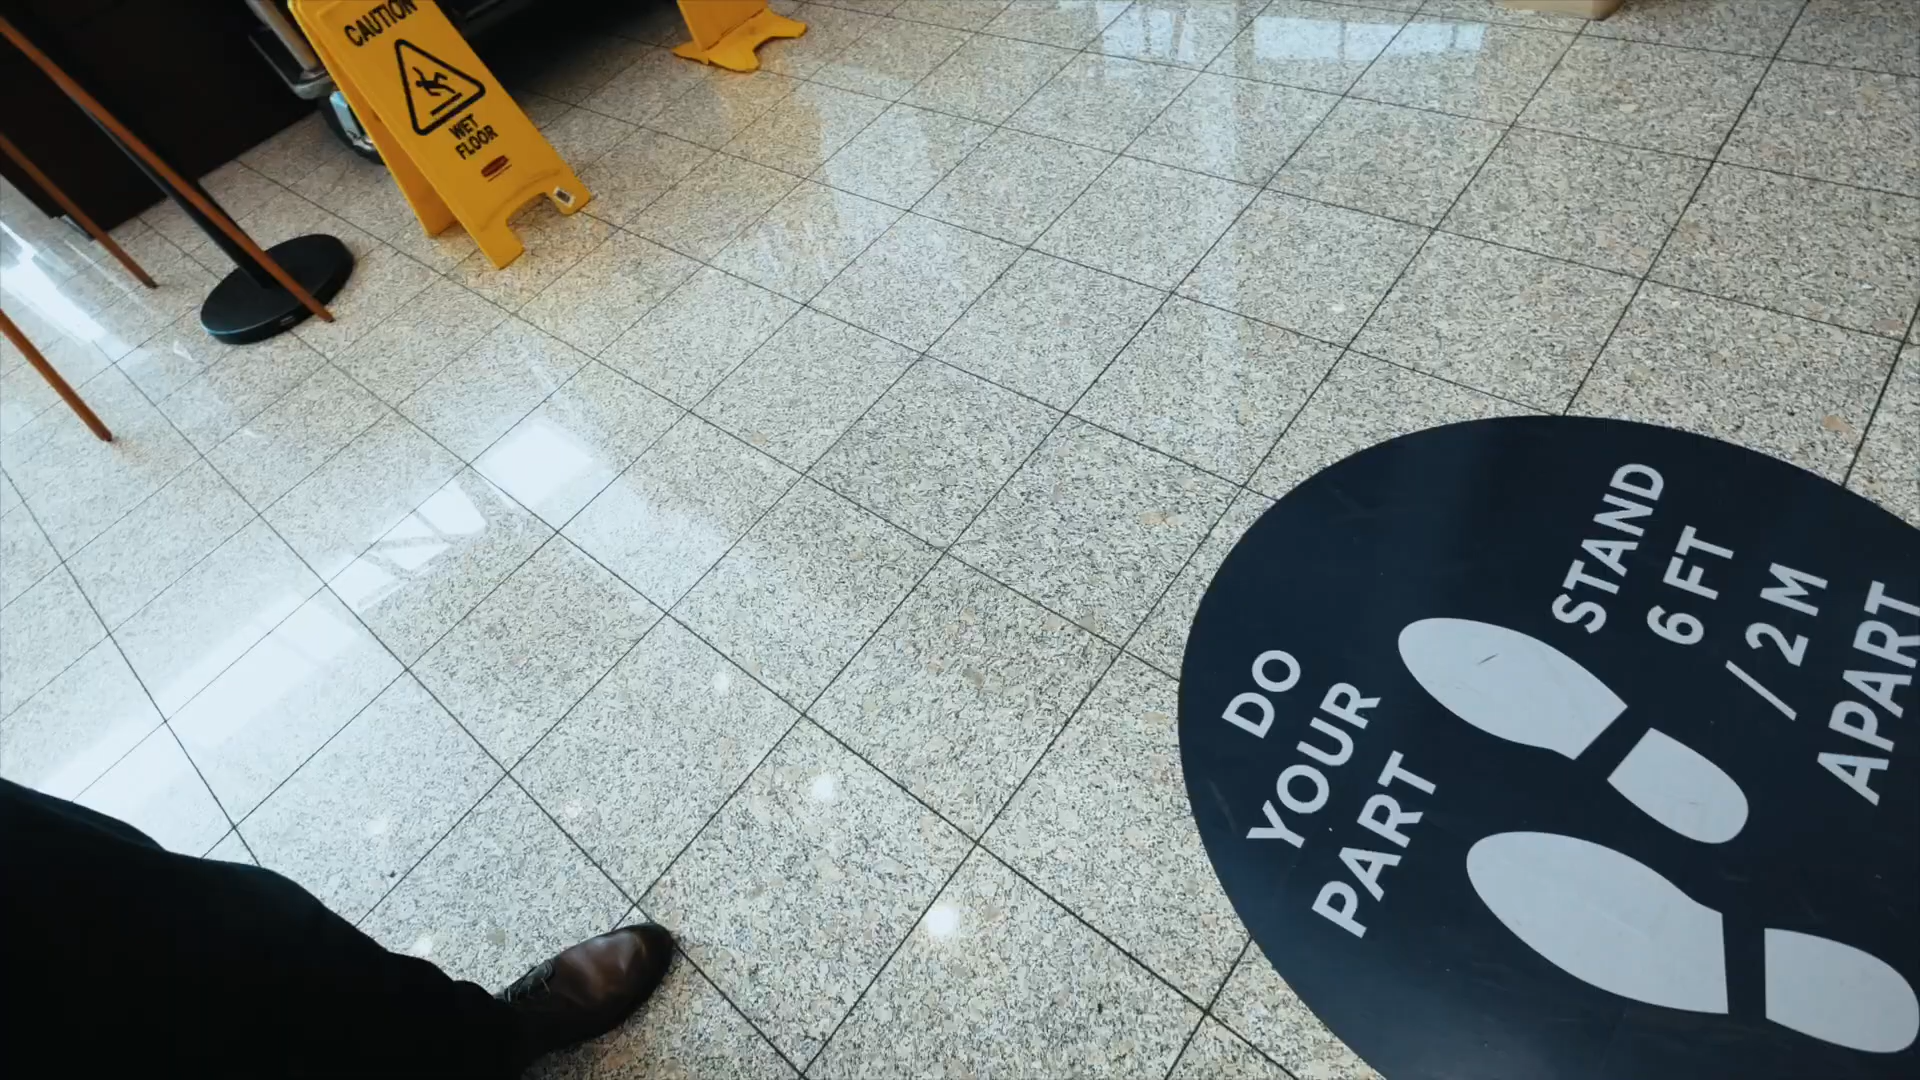 CAUTION
WET
FLOOR
DO
YOUR
PART
STAND
6 FT
/ 2 M
APART